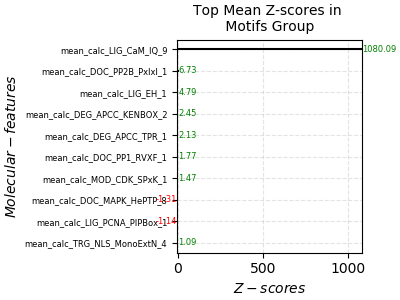 Top Mean Z-scores in
Motifs Group
Molecular − features
mean_calc_LIG_CaM_IQ_9
1080.09
mean_calc_DOC_PP2B_PxIxI_1
6.73
mean_calc_LIG_EH_1
4.79
mean_calc_DEG_APCC_KENBOX_2
2.45
mean_calc_DEG_APCC_TPR_1
2.13
mean_calc_DOC_PP1_RVXF_1
1.77
mean_calc_MOD_CDK_SPxK_1
1.47
mean_calc_DOC_MAPK_HePTP_8
-1.31
mean_calc_LIG_PCNA_PIPBox_1
-1.14
mean_calc_TRG_NLS_MonoExtN_4
1.09
0
500
1000
Z − scores